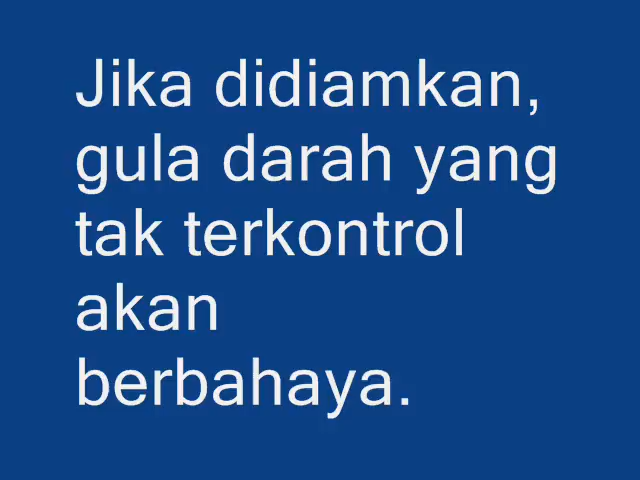 Jika didiamkan,
gula darah yang
tak terkontrol
akan
berbahaya.